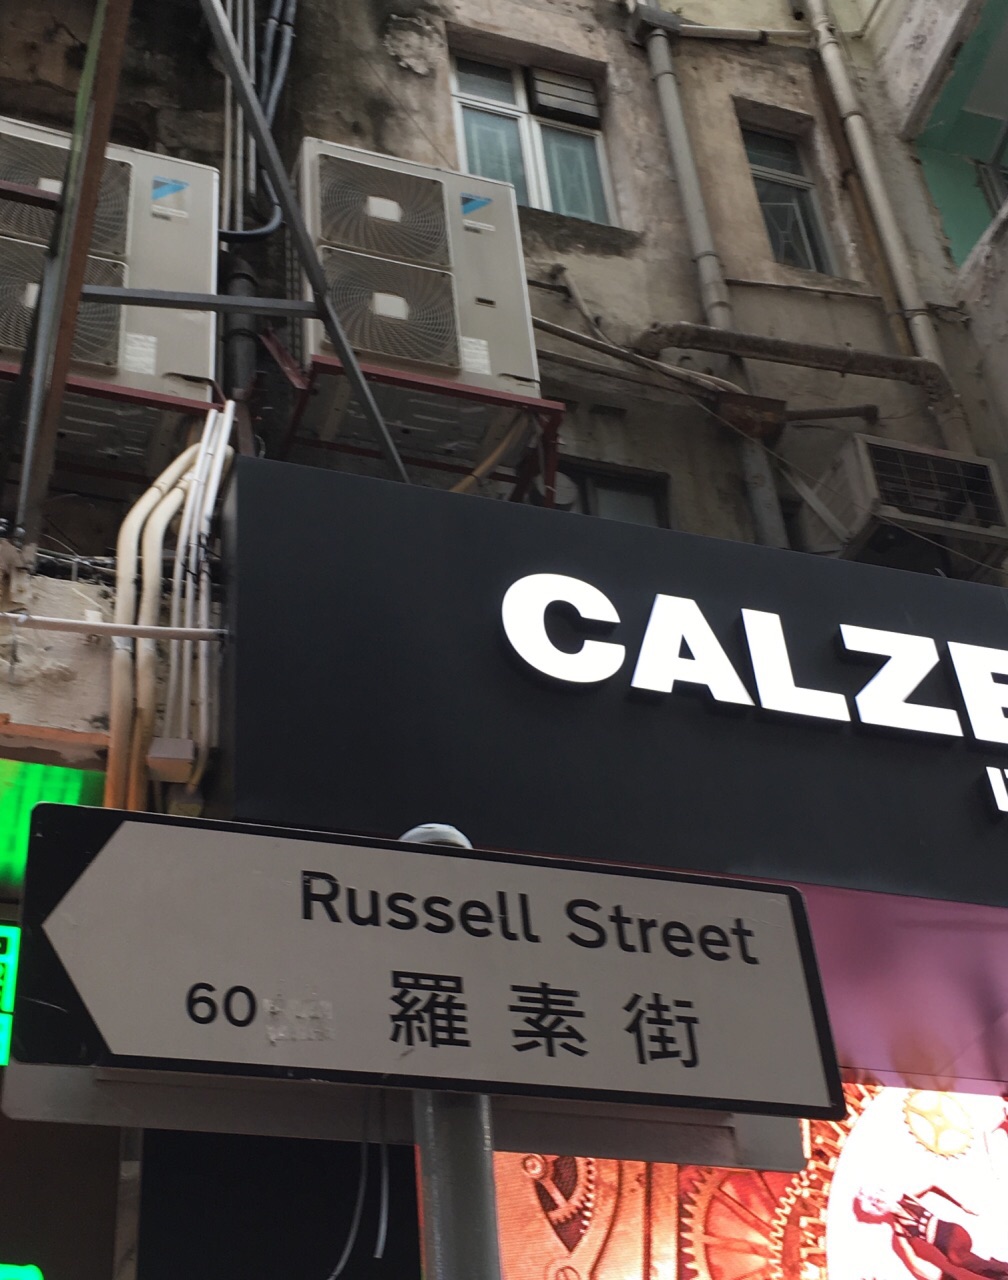 CALZE
Russell Street
60 羅素街